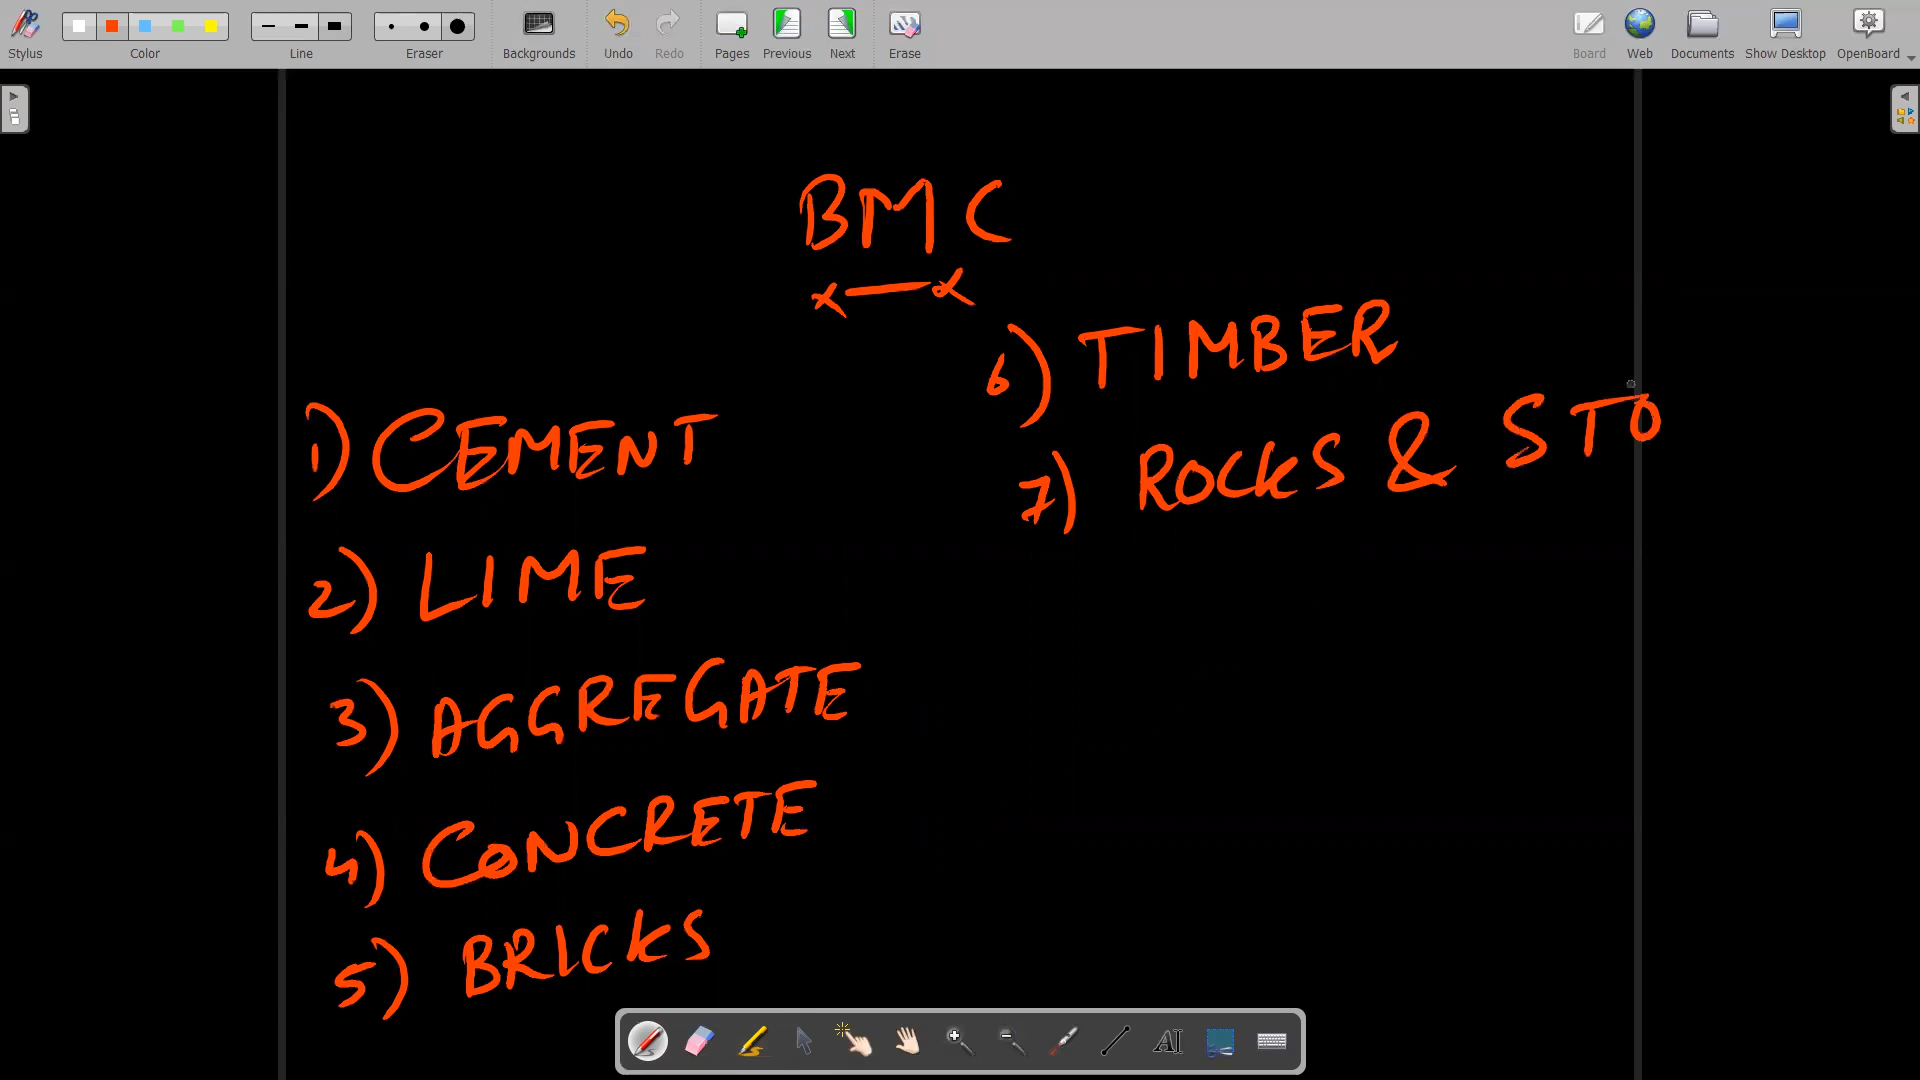 Stylus Color Line Eraser Backgrounds Undo Redo Pages Previous Next Erase Board Web Documents Show Desktop OpenBoard
BMC
1) CEMENT
2) LIME
3) AGGREGATE
4) CONCRETE
5) BRICKS
6) TIMBER
7) ROCKS & STO